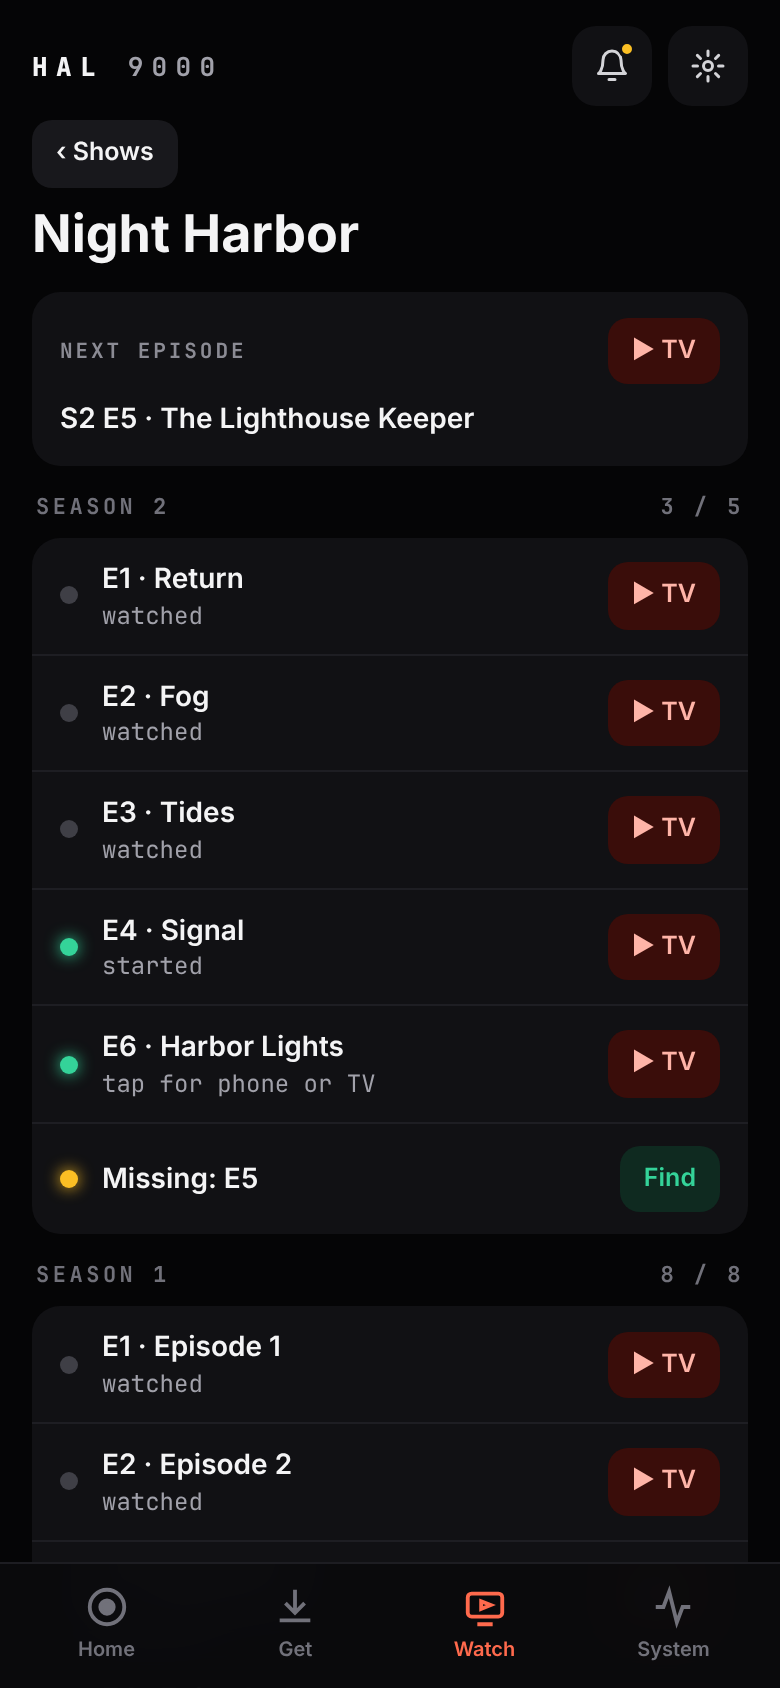 HAL 9000
‹ Shows
Night Harbor
NEXT EPISODE
▶ TV
S2 E5 · The Lighthouse Keeper
SEASON 2
3 / 5
E1 · Return
watched
▶ TV
E2 · Fog
watched
▶ TV
E3 · Tides
watched
▶ TV
E4 · Signal
started
▶ TV
E6 · Harbor Lights
tap for phone or TV
▶ TV
Missing: E5
Find
SEASON 1
8 / 8
E1 · Episode 1
watched
▶ TV
E2 · Episode 2
watched
▶ TV
Home
Get
Watch
System